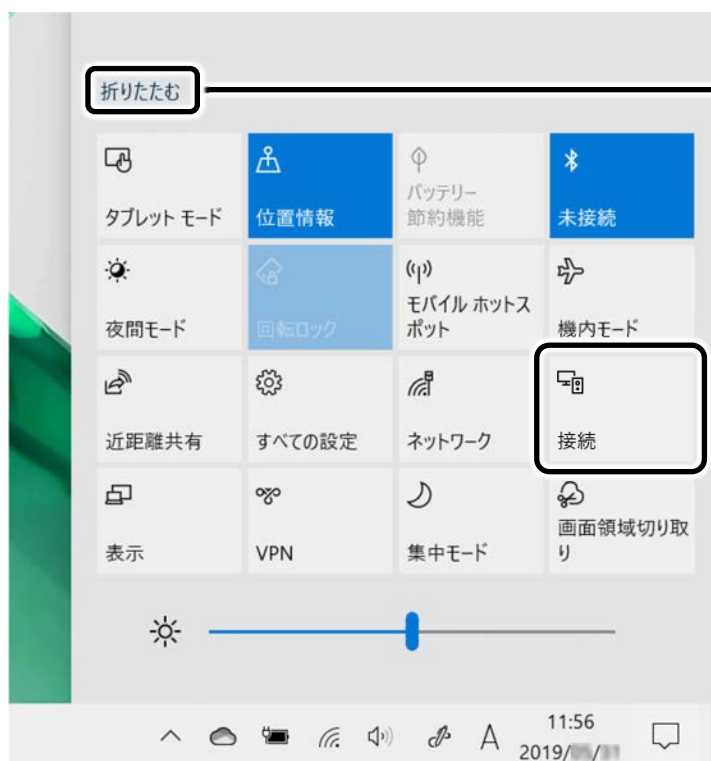 折りたたむ
タブレット モード
位置情報
バッテリー
節約機能
未接続
夜間モード
回転ロック
モバイル ホットス
ポット
機内モード
近距離共有
すべての設定
ネットワーク
接続
表示
VPN
集中モード
画面領域切り取
り
A
11:56
2019/05/31